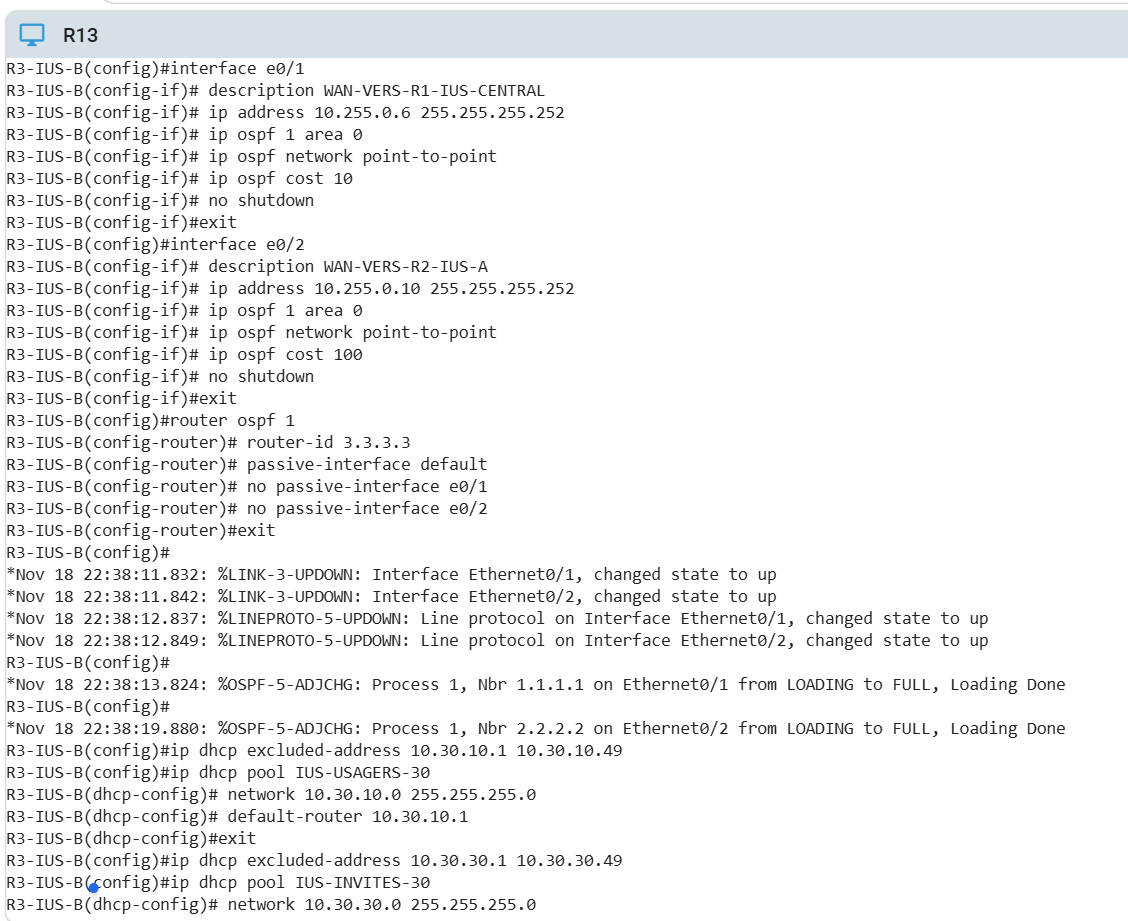 R13
R3-IUS-B(config)#interface e0/1
R3-IUS-B(config-if)# description WAN-VERS-R1-IUS-CENTRAL
R3-IUS-B(config-if)# ip address 10.255.0.6 255.255.255.252
R3-IUS-B(config-if)# ip ospf 1 area 0
R3-IUS-B(config-if)# ip ospf network point-to-point
R3-IUS-B(config-if)# ip ospf cost 10
R3-IUS-B(config-if)# no shutdown
R3-IUS-B(config-if)#exit
R3-IUS-B(config)#interface e0/2
R3-IUS-B(config-if)# description WAN-VERS-R2-IUS-A
R3-IUS-B(config-if)# ip address 10.255.0.10 255.255.255.252
R3-IUS-B(config-if)# ip ospf 1 area 0
R3-IUS-B(config-if)# ip ospf network point-to-point
R3-IUS-B(config-if)# ip ospf cost 100
R3-IUS-B(config-if)# no shutdown
R3-IUS-B(config-if)#exit
R3-IUS-B(config)#router ospf 1
R3-IUS-B(config-router)# router-id 3.3.3.3
R3-IUS-B(config-router)# passive-interface default
R3-IUS-B(config-router)# no passive-interface e0/1
R3-IUS-B(config-router)# no passive-interface e0/2
R3-IUS-B(config-router)#exit
R3-IUS-B(config)#
*Nov 18 22:38:11.832: %LINK-3-UPDOWN: Interface Ethernet0/1, changed state to up
*Nov 18 22:38:11.842: %LINK-3-UPDOWN: Interface Ethernet0/2, changed state to up
*Nov 18 22:38:12.837: %LINEPROTO-5-UPDOWN: Line protocol on Interface Ethernet0/1, changed state to up
*Nov 18 22:38:12.849: %LINEPROTO-5-UPDOWN: Line protocol on Interface Ethernet0/2, changed state to up
R3-IUS-B(config)#
*Nov 18 22:38:13.824: %OSPF-5-ADJCHG: Process 1, Nbr 1.1.1.1 on Ethernet0/1 from LOADING to FULL, Loading Done
R3-IUS-B(config)#
*Nov 18 22:38:19.880: %OSPF-5-ADJCHG: Process 1, Nbr 2.2.2.2 on Ethernet0/2 from LOADING to FULL, Loading Done
R3-IUS-B(config)#ip dhcp excluded-address 10.30.10.1 10.30.10.49
R3-IUS-B(config)#ip dhcp pool IUS-USAGERS-30
R3-IUS-B(dhcp-config)# network 10.30.10.0 255.255.255.0
R3-IUS-B(dhcp-config)# default-router 10.30.10.1
R3-IUS-B(dhcp-config)#exit
R3-IUS-B(config)#ip dhcp excluded-address 10.30.30.1 10.30.30.49
R3-IUS-B(config)#ip dhcp pool IUS-INVITES-30
R3-IUS-B(dhcp-config)# network 10.30.30.0 255.255.255.0